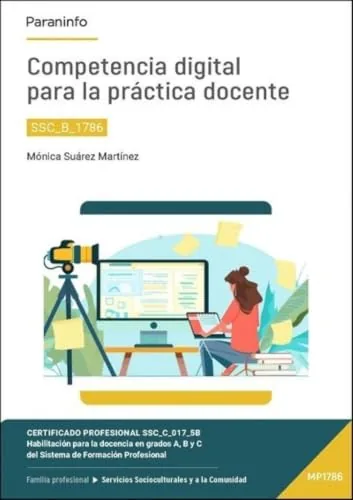 Paraninfo
Competencia digital
para la práctica docente
SSC_B_1786
Mónica Suárez Martínez
CERTIFICADO PROFESIONAL SSC_C_017_5B
Habilitación para la docencia en grados A, B y C
del Sistema de Formación Profesional
Familia profesional ▶ Servicios Socioculturales y a la Comunidad
MP1786